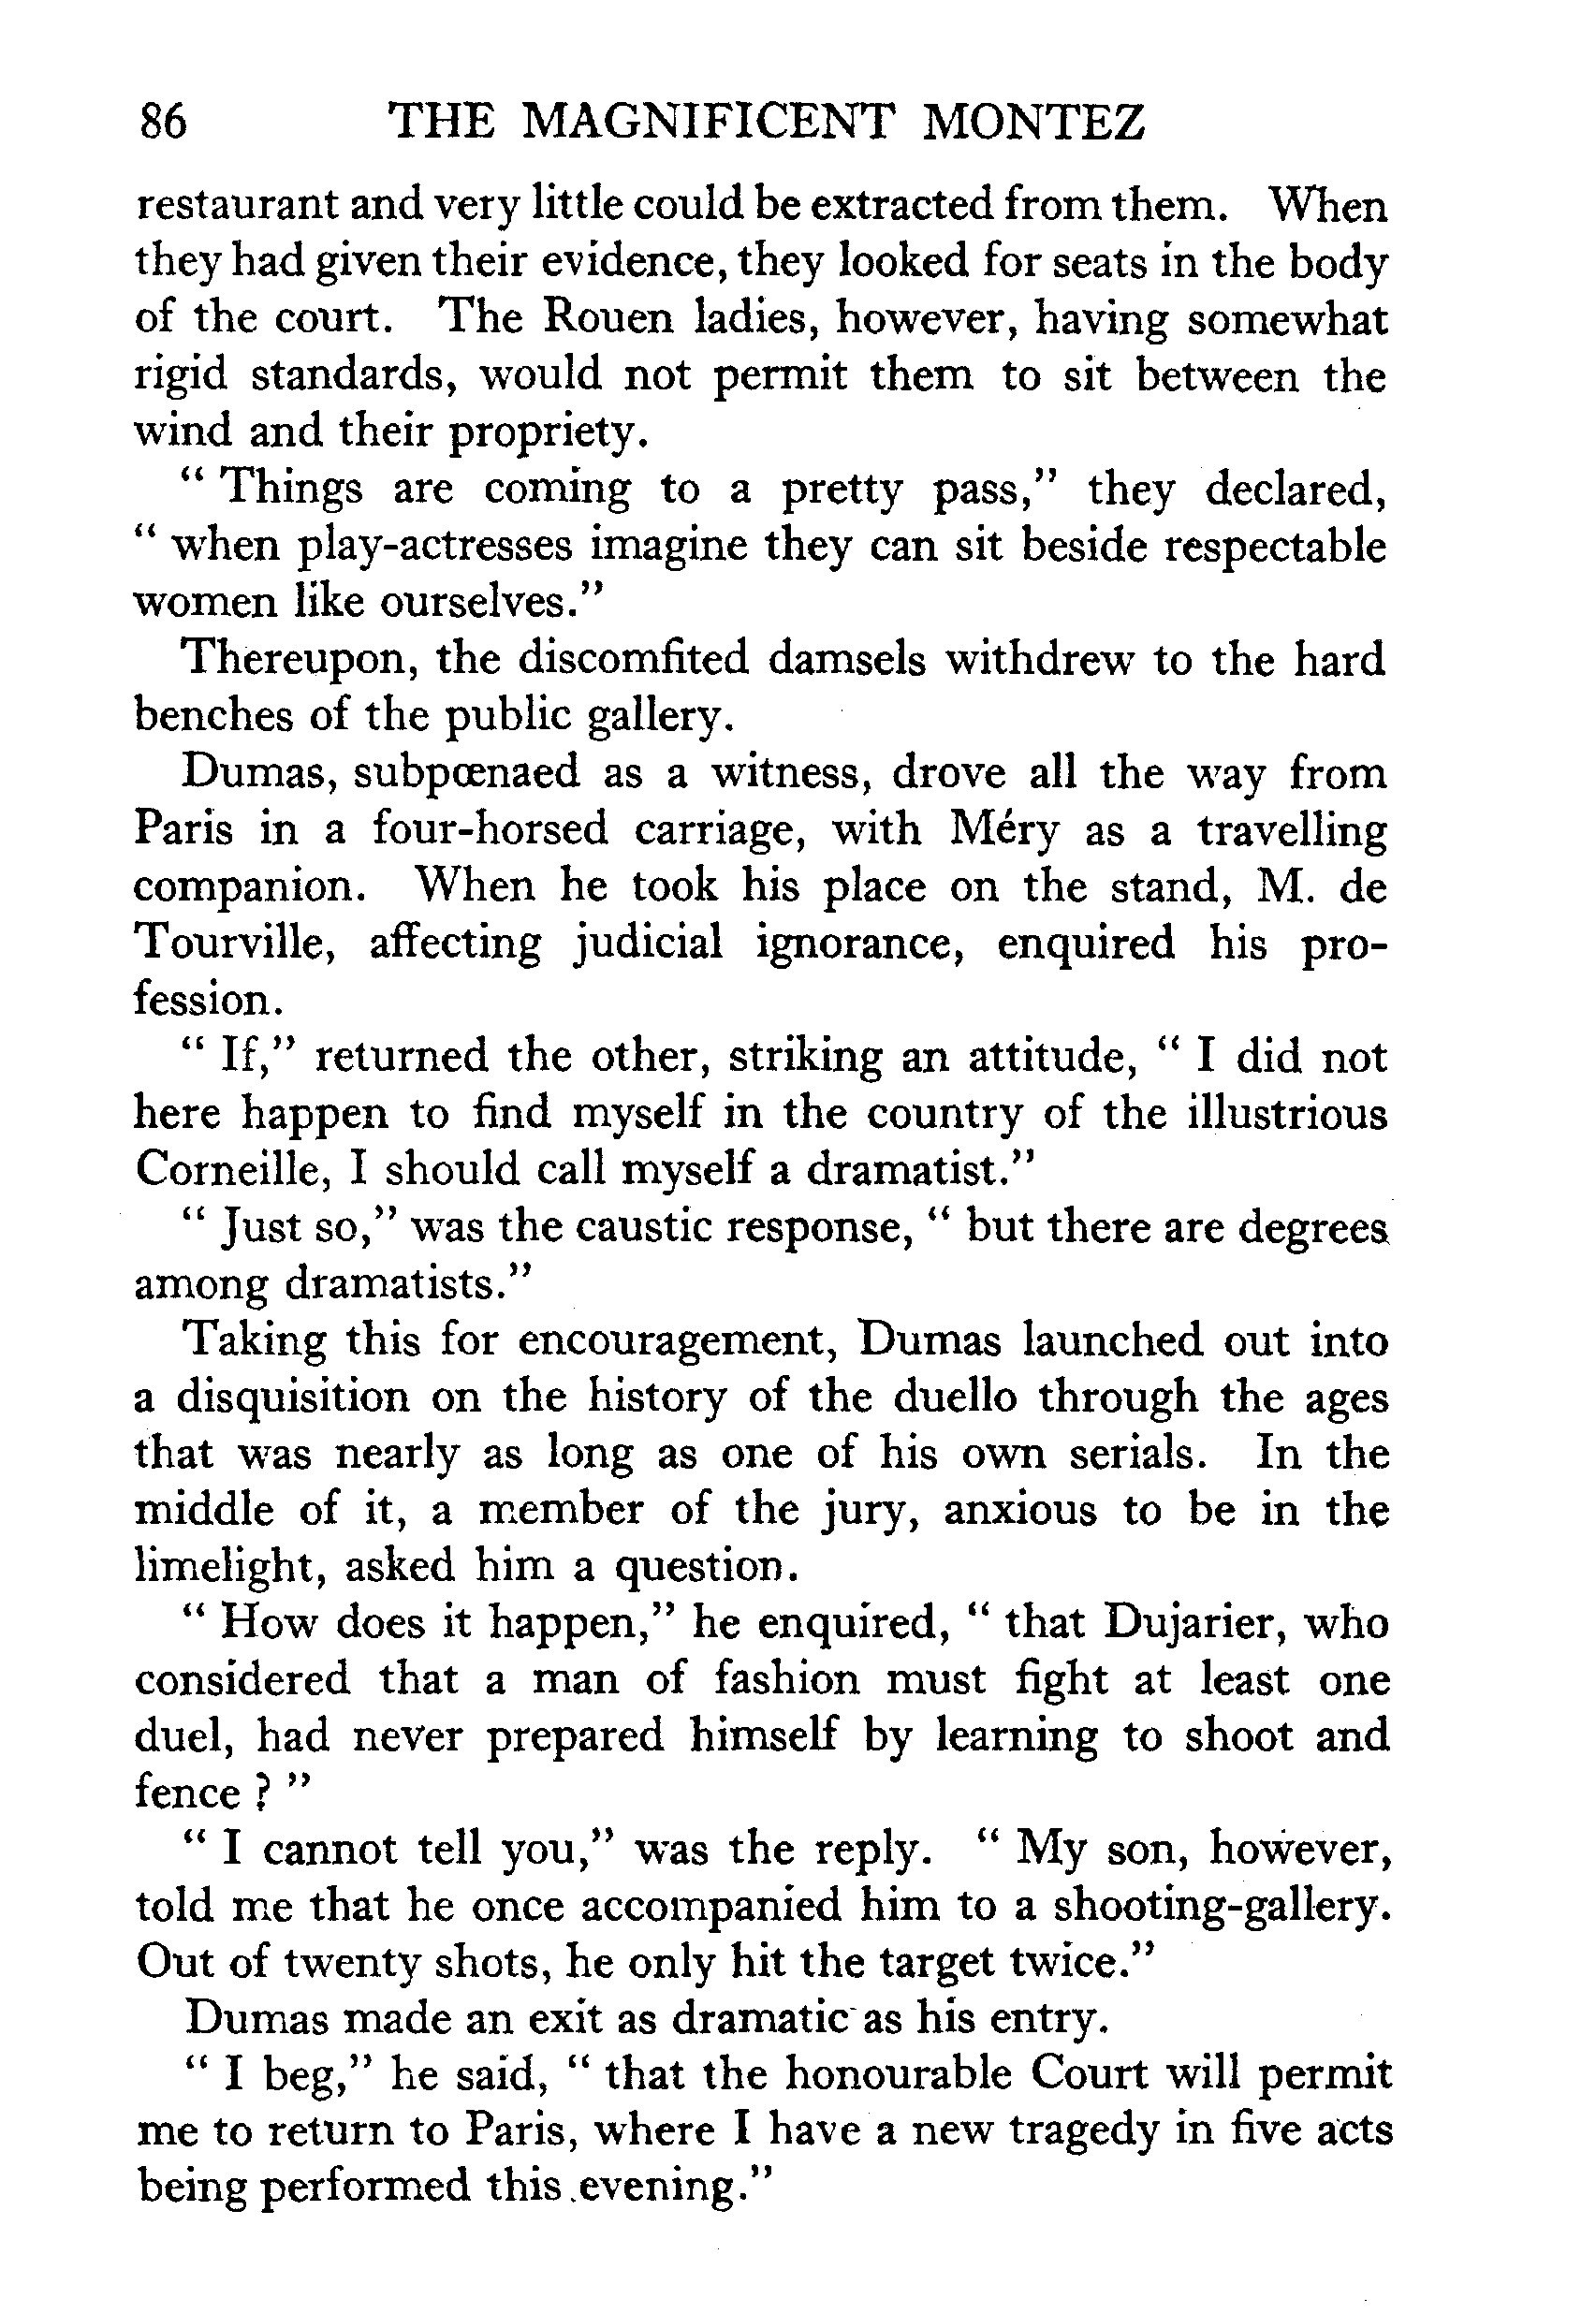 86 THE MAGNIFICENT MONTEZ
restaurant and very little could be extracted from them. When
they had given their evidence, they looked for seats in the body
of the court. The Rouen ladies, however, having somewhat
rigid standards, would not permit them to sit between the
wind and their propriety.
" Things are coming to a pretty pass," they declared,
" when play-actresses imagine they can sit beside respectable
women like ourselves."
Thereupon, the discomfited damsels withdrew to the hard
benches of the public gallery.
Dumas, subpœnaed as a witness, drove all the way from
Paris in a four-horsed carriage, with Méry as a travelling
companion. When he took his place on the stand, M. de
Tourville, affecting judicial ignorance, enquired his pro-
fession.
" If," returned the other, striking an attitude, " I did not
here happen to find myself in the country of the illustrious
Corneille, I should call myself a dramatist."
" Just so," was the caustic response, " but there are degrees
among dramatists."
Taking this for encouragement, Dumas launched out into
a disquisition on the history of the duello through the ages
that was nearly as long as one of his own serials. In the
middle of it, a member of the jury, anxious to be in the
limelight, asked him a question.
" How does it happen," he enquired, " that Dujarier, who
considered that a man of fashion must fight at least one
duel, had never prepared himself by learning to shoot and
fence ? "
" I cannot tell you," was the reply. " My son, however,
told me that he once accompanied him to a shooting-gallery.
Out of twenty shots, he only hit the target twice."
Dumas made an exit as dramatic as his entry.
" I beg," he said, " that the honourable Court will permit
me to return to Paris, where I have a new tragedy in five acts
being performed this evening."